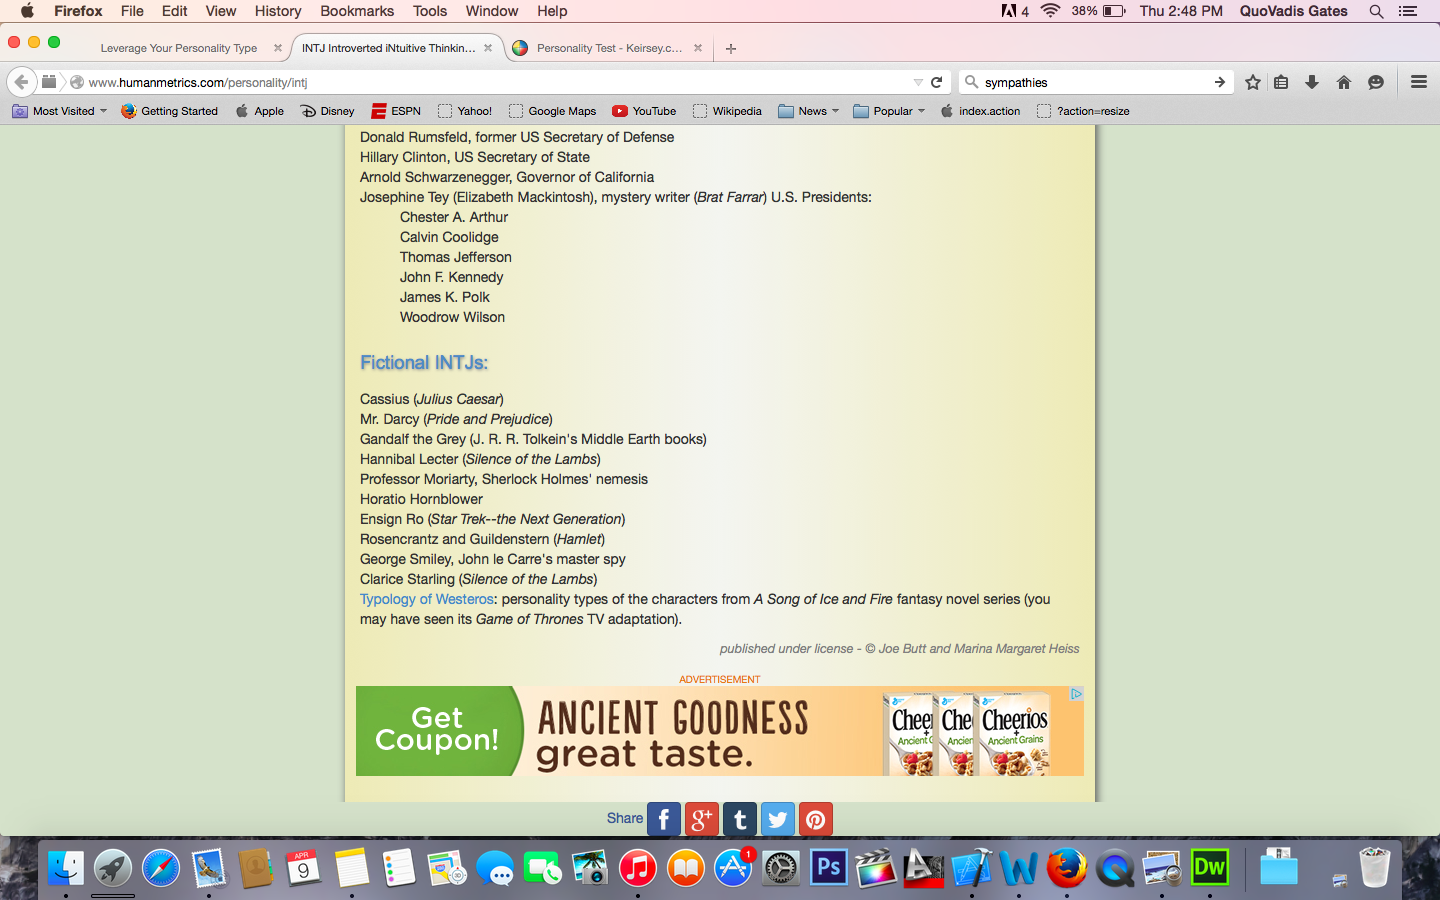 Firefox File Edit View History Bookmarks Tools Window Help 4 38% Thu 2:48 PM QuoVadis Gates
Leverage Your Personality Type INTJ Introverted iNtuitive Thinkin... Personality Test - Keirsey.c...
www.humanmetrics.com/personality/intj sympathies
Most Visited Getting Started Apple Disney ESPN Yahoo! Google Maps YouTube Wikipedia News Popular index.action ?action=resize
Donald Rumsfeld, former US Secretary of Defense
Hillary Clinton, US Secretary of State
Arnold Schwarzenegger, Governor of California
Josephine Tey (Elizabeth Mackintosh), mystery writer (Brat Farrar) U.S. Presidents:
Chester A. Arthur
Calvin Coolidge
Thomas Jefferson
John F. Kennedy
James K. Polk
Woodrow Wilson
Fictional INTJs:
Cassius (Julius Caesar)
Mr. Darcy (Pride and Prejudice)
Gandalf the Grey (J. R. R. Tolkein's Middle Earth books)
Hannibal Lecter (Silence of the Lambs)
Professor Moriarty, Sherlock Holmes' nemesis
Horatio Hornblower
Ensign Ro (Star Trek--the Next Generation)
Rosencrantz and Guildenstern (Hamlet)
George Smiley, John le Carre's master spy
Clarice Starling (Silence of the Lambs)
Typology of Westeros: personality types of the characters from A Song of Ice and Fire fantasy novel series (you
may have seen its Game of Thrones TV adaptation).
published under license - © Joe Butt and Marina Margaret Heiss
ADVERTISEMENT
Get
Coupon!
ANCIENT GOODNESS
great taste.
Cheerios
+
Ancient Grains
Share
APR
9
1
Ps
Dw